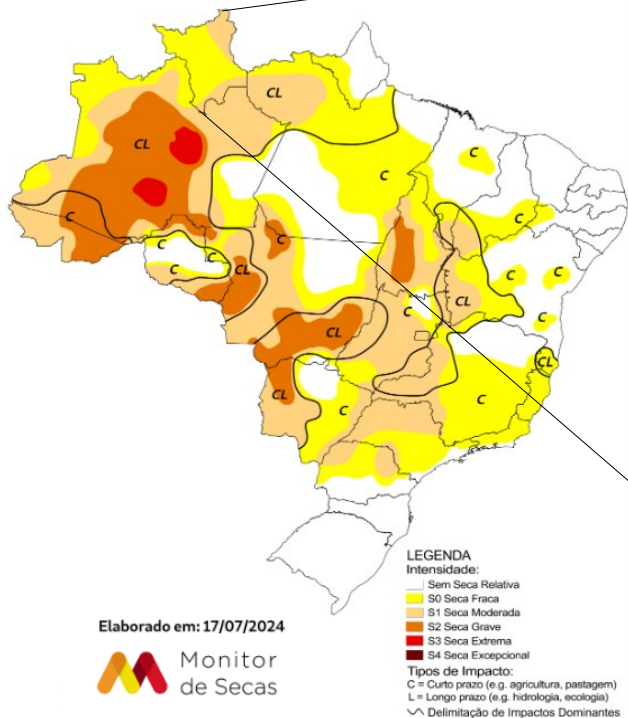 CL
CL
C
C
C
C
C
C
C
CL
C
C
CL
C
C
CL
CL
CL
C
C
LEGENDA
Intensidade:
Sem Seca Relativa
S0 Seca Fraca
S1 Seca Moderada
S2 Seca Grave
S3 Seca Extrema
S4 Seca Excepcional
Tipos de Impacto:
C = Curto prazo (e.g. agricultura, pastagem)
L = Longo prazo (e.g. hidrologia, ecologia)
Delimitação de Impactos Dominantes
Elaborado em: 17/07/2024
Monitor
de Secas